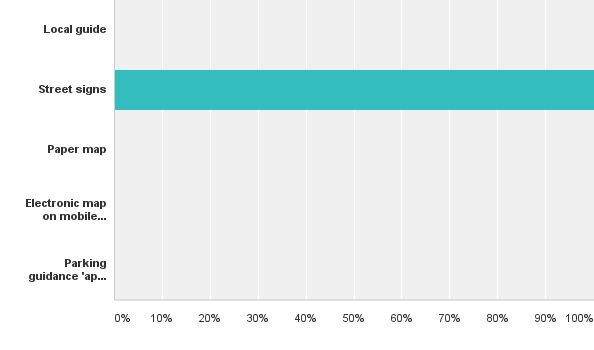 Local guide
Street signs
Paper map
Electronic map
on mobile...
Parking
guidance 'ap...
0% 10% 20% 30% 40% 50% 60% 70% 80% 90% 100%